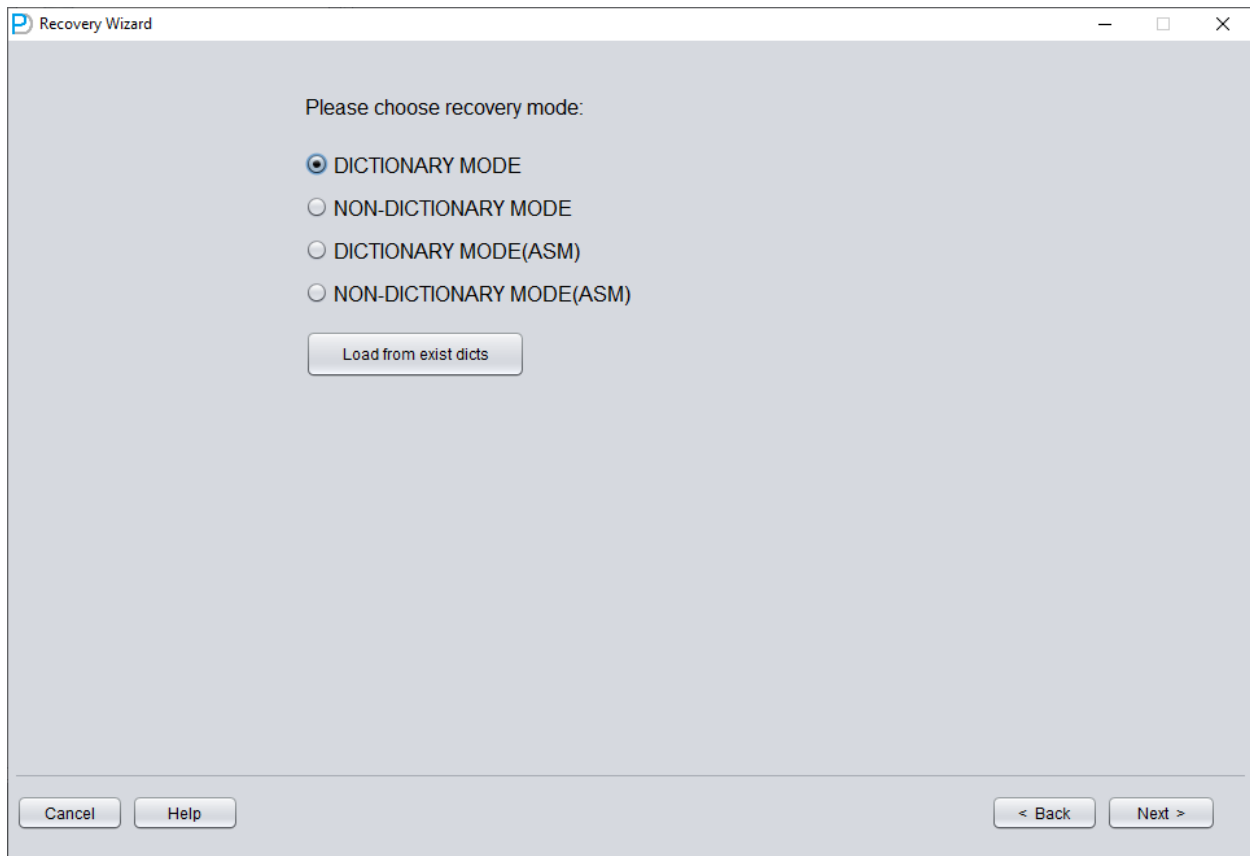 Recovery Wizard
Please choose recovery mode:
DICTIONARY MODE
NON-DICTIONARY MODE
DICTIONARY MODE(ASM)
NON-DICTIONARY MODE(ASM)
Load from exist dicts
Cancel
Help
< Back
Next >